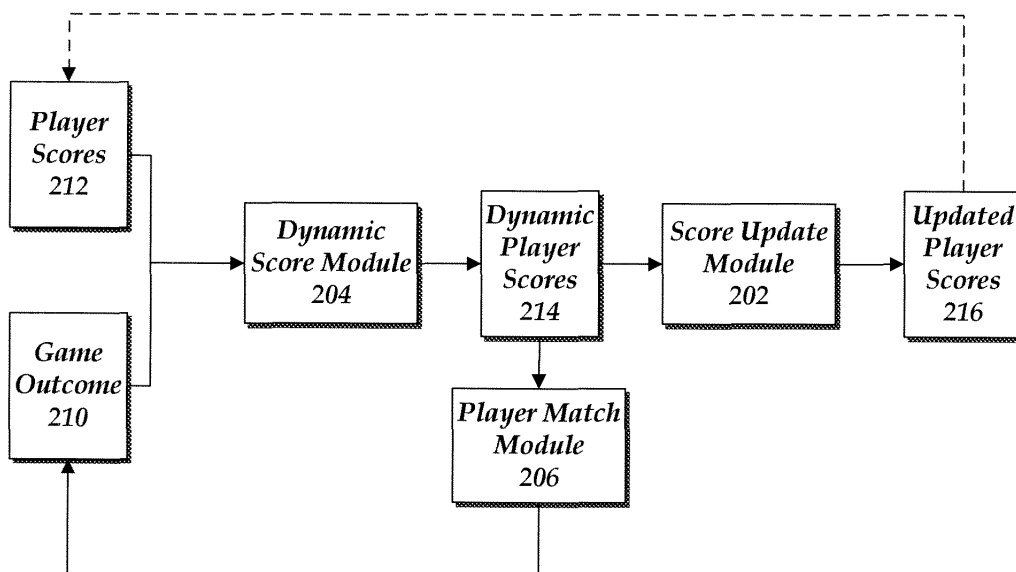 Player
Scores
212
Game
Outcome
210
Dynamic
Score Module
204
Dynamic
Player
Scores
214
Score Update
Module
202
Updated
Player
Scores
216
Player Match
Module
206